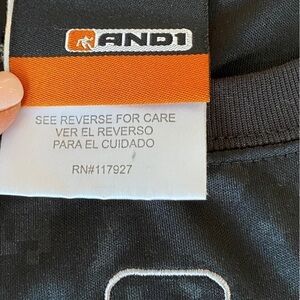 AND1
SEE REVERSE FOR CARE
VER EL REVERSO
PARA EL CUIDADO
RN#117927